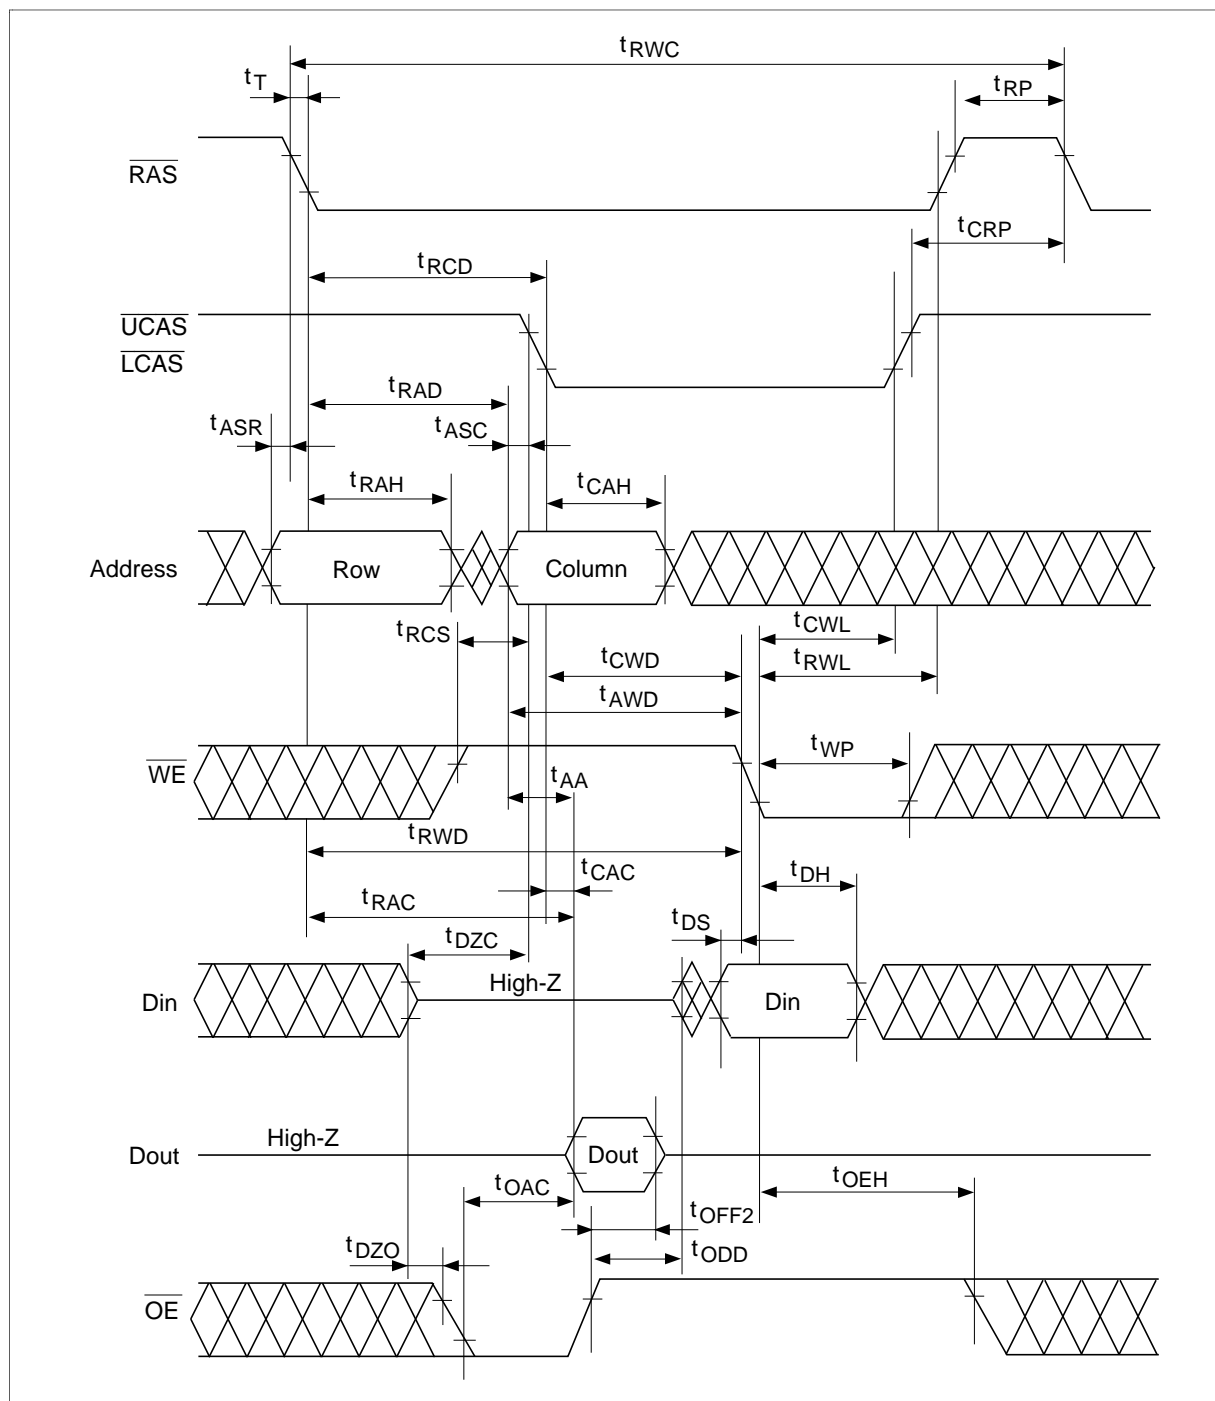 tRWC
tT
tRP
RAS
tCRP
tRCD
UCAS
LCAS
tRAD
tASR
tASC
tRAH
tCAH
Address
Row
Column
tRCS
tCWL
tCWD
tRWL
tAWD
tWP
WE
tAA
tRWD
tCAC
tDH
tRAC
tDS
tDZC
High-Z
Din
Din
High-Z
Dout
Dout
tOAC
tOEH
tOFF2
tDZO
tODD
OE